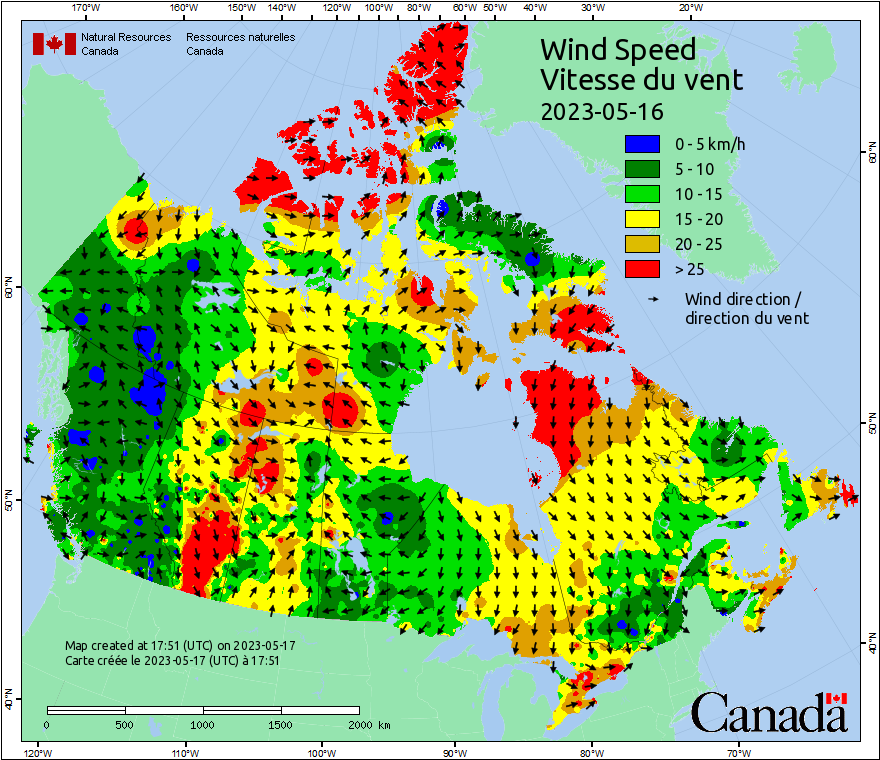 170°W 160°W 150°W 140°W 130°W 120°W 110°W 100°W 80°W 60°W 50°W 40°W 30°W 20°W
Natural Resources Canada
Ressources naturelles Canada
Wind Speed
Vitesse du vent
2023-05-16
0 - 5 km/h
5 - 10
10 - 15
15 - 20
20 - 25
> 25
Wind direction /
direction du vent
60°N
60°N
50°N
50°N
40°N
40°N
Map created at 17:51 (UTC) on 2023-05-17
Carte créée le 2023-05-17 (UTC) à 17:51
0 500 1000 1500 2000 km
Canada
120°W 110°W 100°W 90°W 80°W 70°W